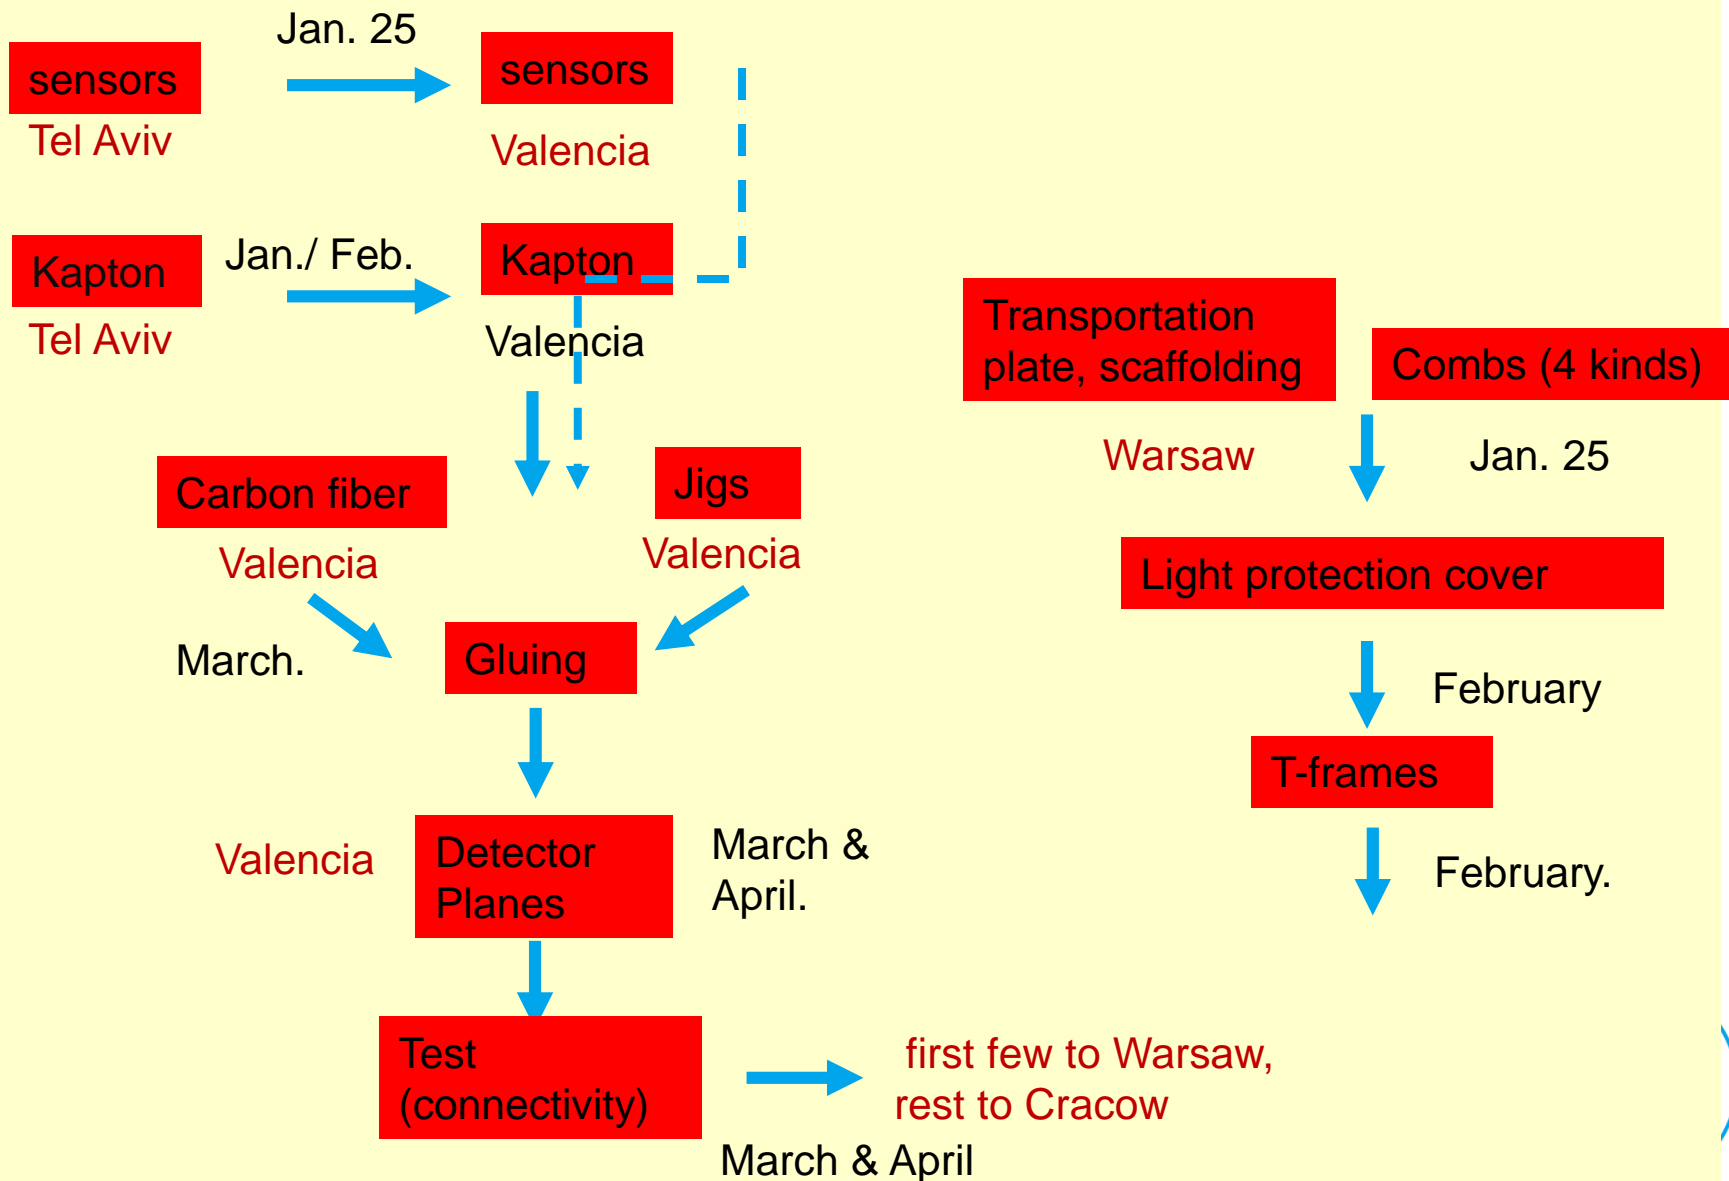 Jan. 25
sensors
sensors
Tel Aviv
Valencia
Kapton
Jan./ Feb.
Kapton
Tel Aviv
Valencia
Carbon fiber
Jigs
Valencia
Valencia
March.
Gluing
Valencia
Detector
Planes
March &
April.
Test
(connectivity)
first few to Warsaw,
rest to Cracow
March & April
Transportation
plate, scaffolding
Combs (4 kinds)
Warsaw
Jan. 25
Light protection cover
February
T-frames
February.